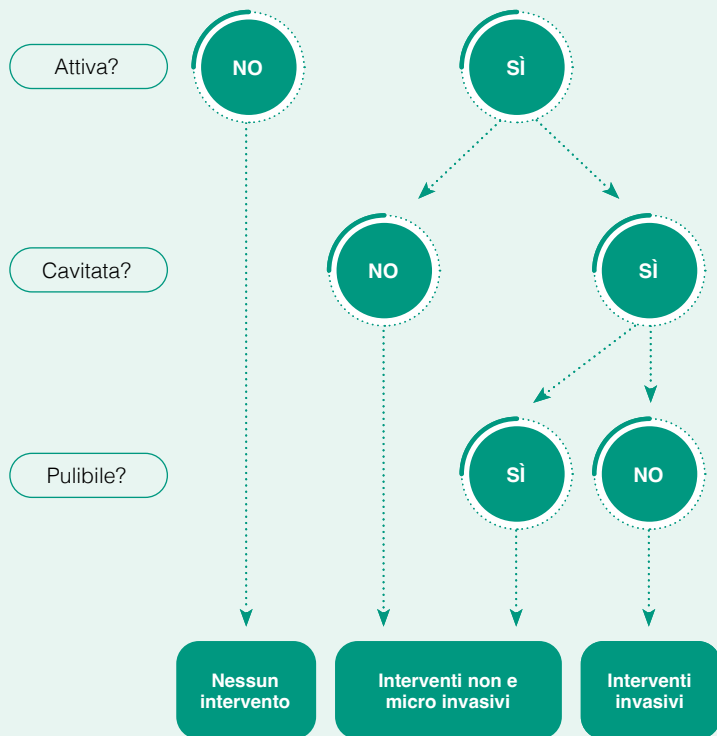 Attiva?
NO
SÌ
Cavitata?
NO
SÌ
Pulibile?
SÌ
NO
Nessun
intervento
Interventi non e
micro invasivi
Interventi
invasivi